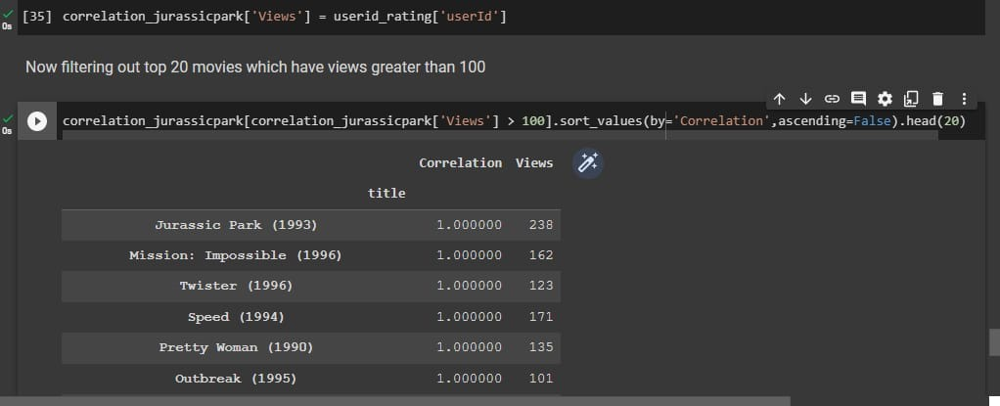 [35] correlation_jurassicpark['Views'] = userid_rating['userId']
0s
Now filtering out top 20 movies which have views greater than 100
0s
correlation_jurassicpark[correlation_jurassicpark['Views'] > 100].sort_values(by='Correlation',ascending=False).head(20)
Correlation Views
title
Jurassic Park (1993) 1.000000 238
Mission: Impossible (1996) 1.000000 162
Twister (1996) 1.000000 123
Speed (1994) 1.000000 171
Pretty Woman (1990) 1.000000 135
Outbreak (1995) 1.000000 101